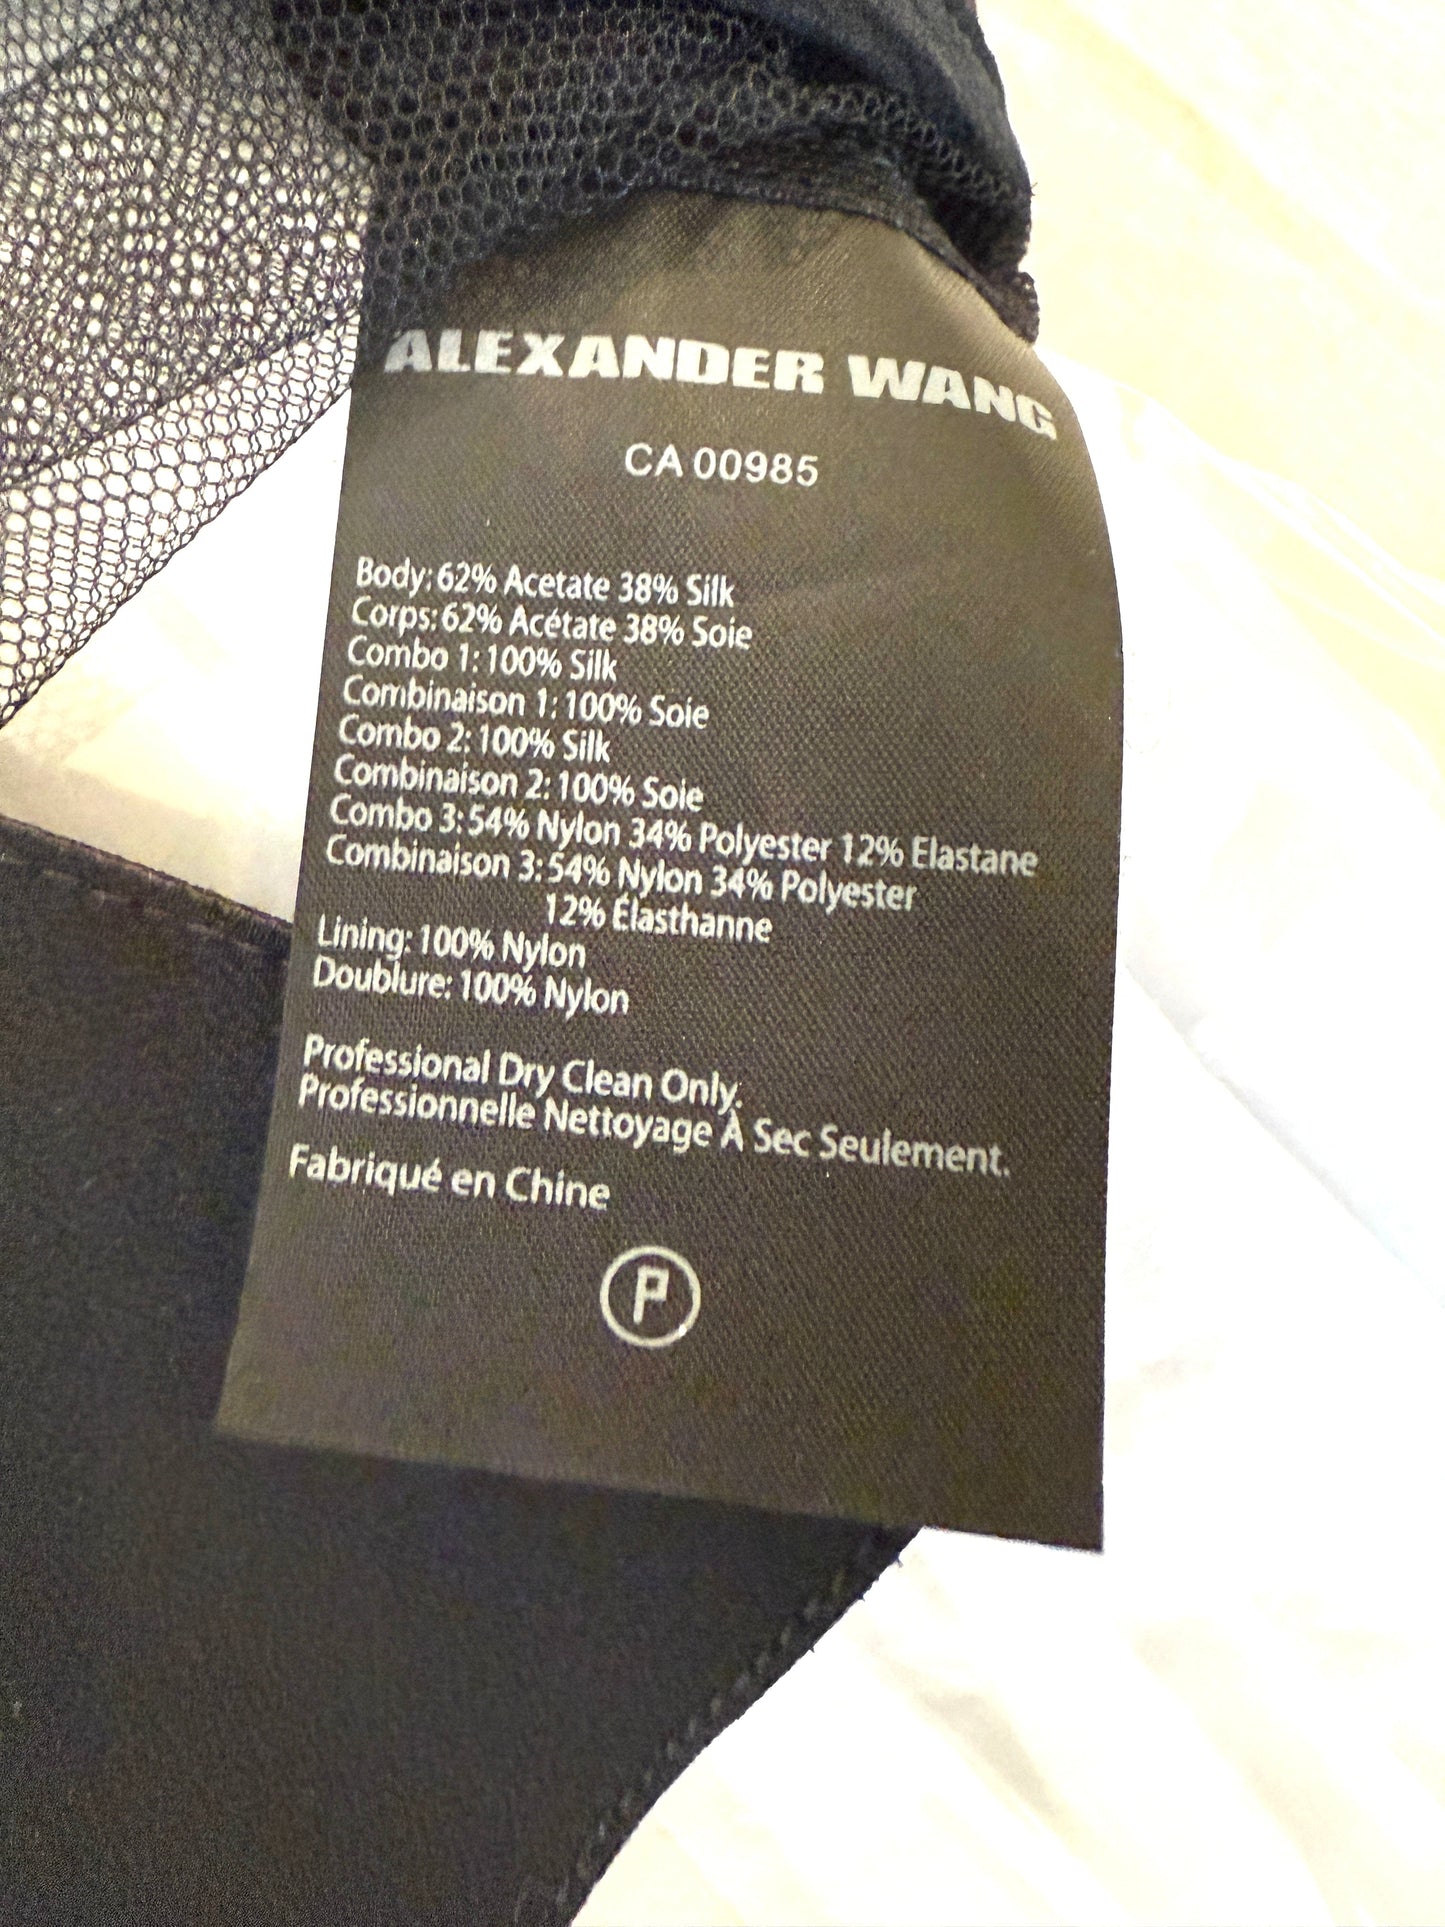 ALEXANDER WANG
CA 00985
Body: 62% Acetate 38% Silk
Corps: 62% Acétate 38% Soie
Combo 1: 100% Silk
Combinaison 1: 100% Soie
Combo 2: 100% Silk
Combinaison 2: 100% Soie
Combo 3: 54% Nylon 34% Polyester 12% Elastane
Combinaison 3: 54% Nylon 34% Polyester
12% Élasthanne
Lining: 100% Nylon
Doublure: 100% Nylon
Professional Dry Clean Only.
Professionnelle Nettoyage À Sec Seulement.
Fabriqué en Chine
P